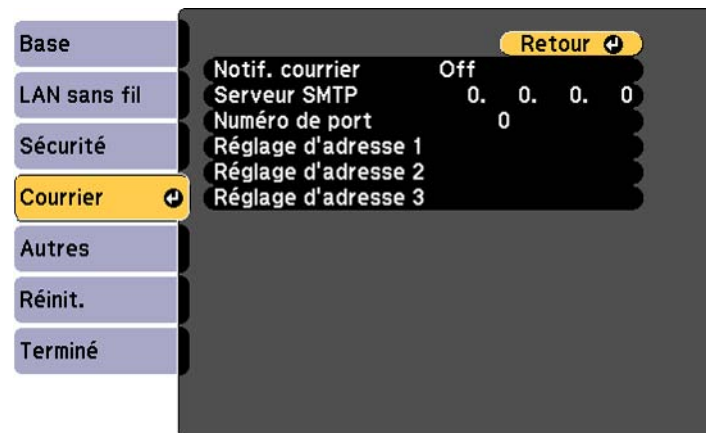 Base
LAN sans fil
Sécurité
Courrier
Autres
Réinit.
Terminé
Retour
Notif. courrier Off
Serveur SMTP 0. 0. 0. 0
Numéro de port 0
Réglage d'adresse 1
Réglage d'adresse 2
Réglage d'adresse 3